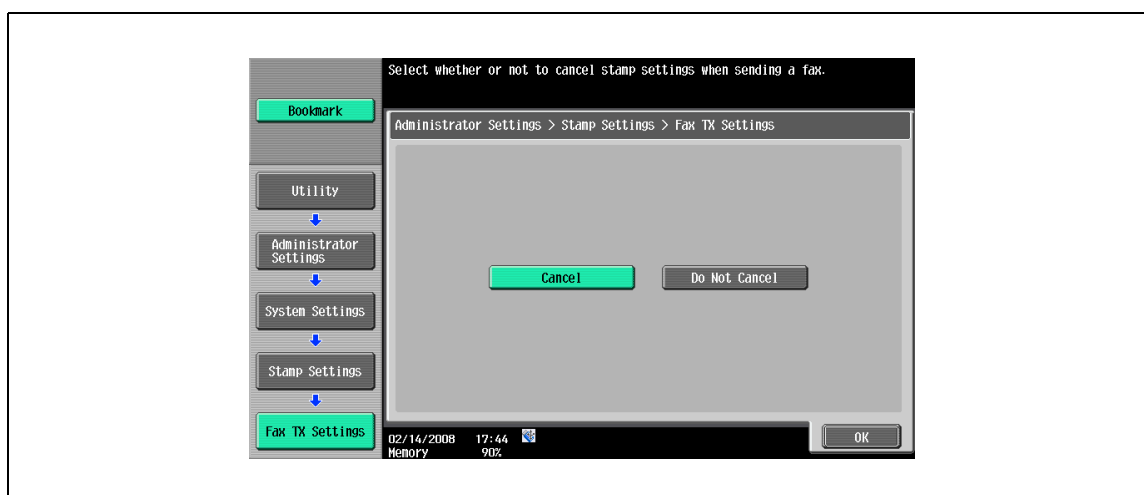 Select whether or not to cancel stamp settings when sending a fax.
Bookmark
Administrator Settings > Stamp Settings > Fax TX Settings
Utility
Administrator
Settings
System Settings
Stamp Settings
Fax TX Settings
Cancel
Do Not Cancel
02/14/2008 17:44
Memory 90%
OK